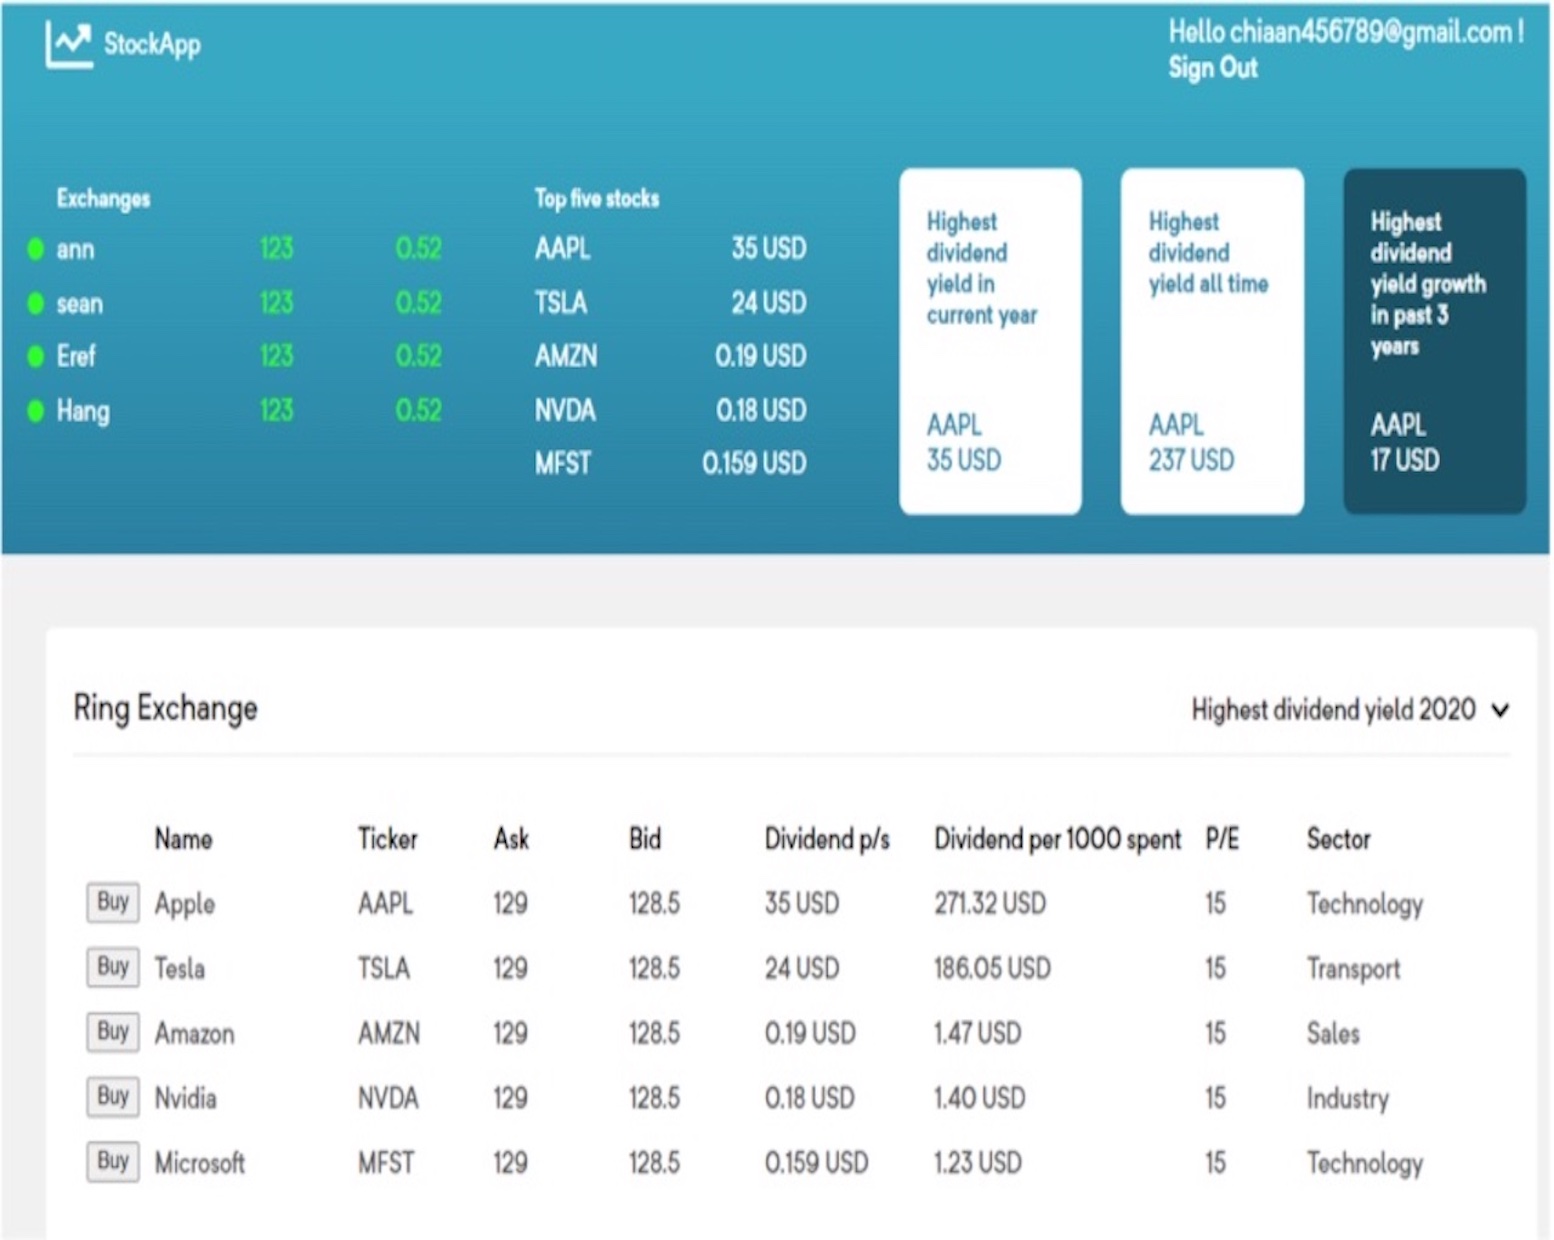 StockApp
Hello chiaan456789@gmail.com !
Sign Out
Exchanges
ann 123 0.52
sean 123 0.52
Eref 123 0.52
Hang 123 0.52
Top five stocks
AAPL 35 USD
TSLA 24 USD
AMZN 0.19 USD
NVDA 0.18 USD
MFST 0.159 USD
Highest
dividend
yield in
current year
AAPL
35 USD
Highest
dividend
yield all time
AAPL
237 USD
Highest
dividend
yield growth
in past 3
years
AAPL
17 USD
Ring Exchange
Highest dividend yield 2020
Name Ticker Ask Bid Dividend p/s Dividend per 1000 spent P/E Sector
Buy Apple AAPL 129 128.5 35 USD 271.32 USD 15 Technology
Buy Tesla TSLA 129 128.5 24 USD 186.05 USD 15 Transport
Buy Amazon AMZN 129 128.5 0.19 USD 1.47 USD 15 Sales
Buy Nvidia NVDA 129 128.5 0.18 USD 1.40 USD 15 Industry
Buy Microsoft MFST 129 128.5 0.159 USD 1.23 USD 15 Technology